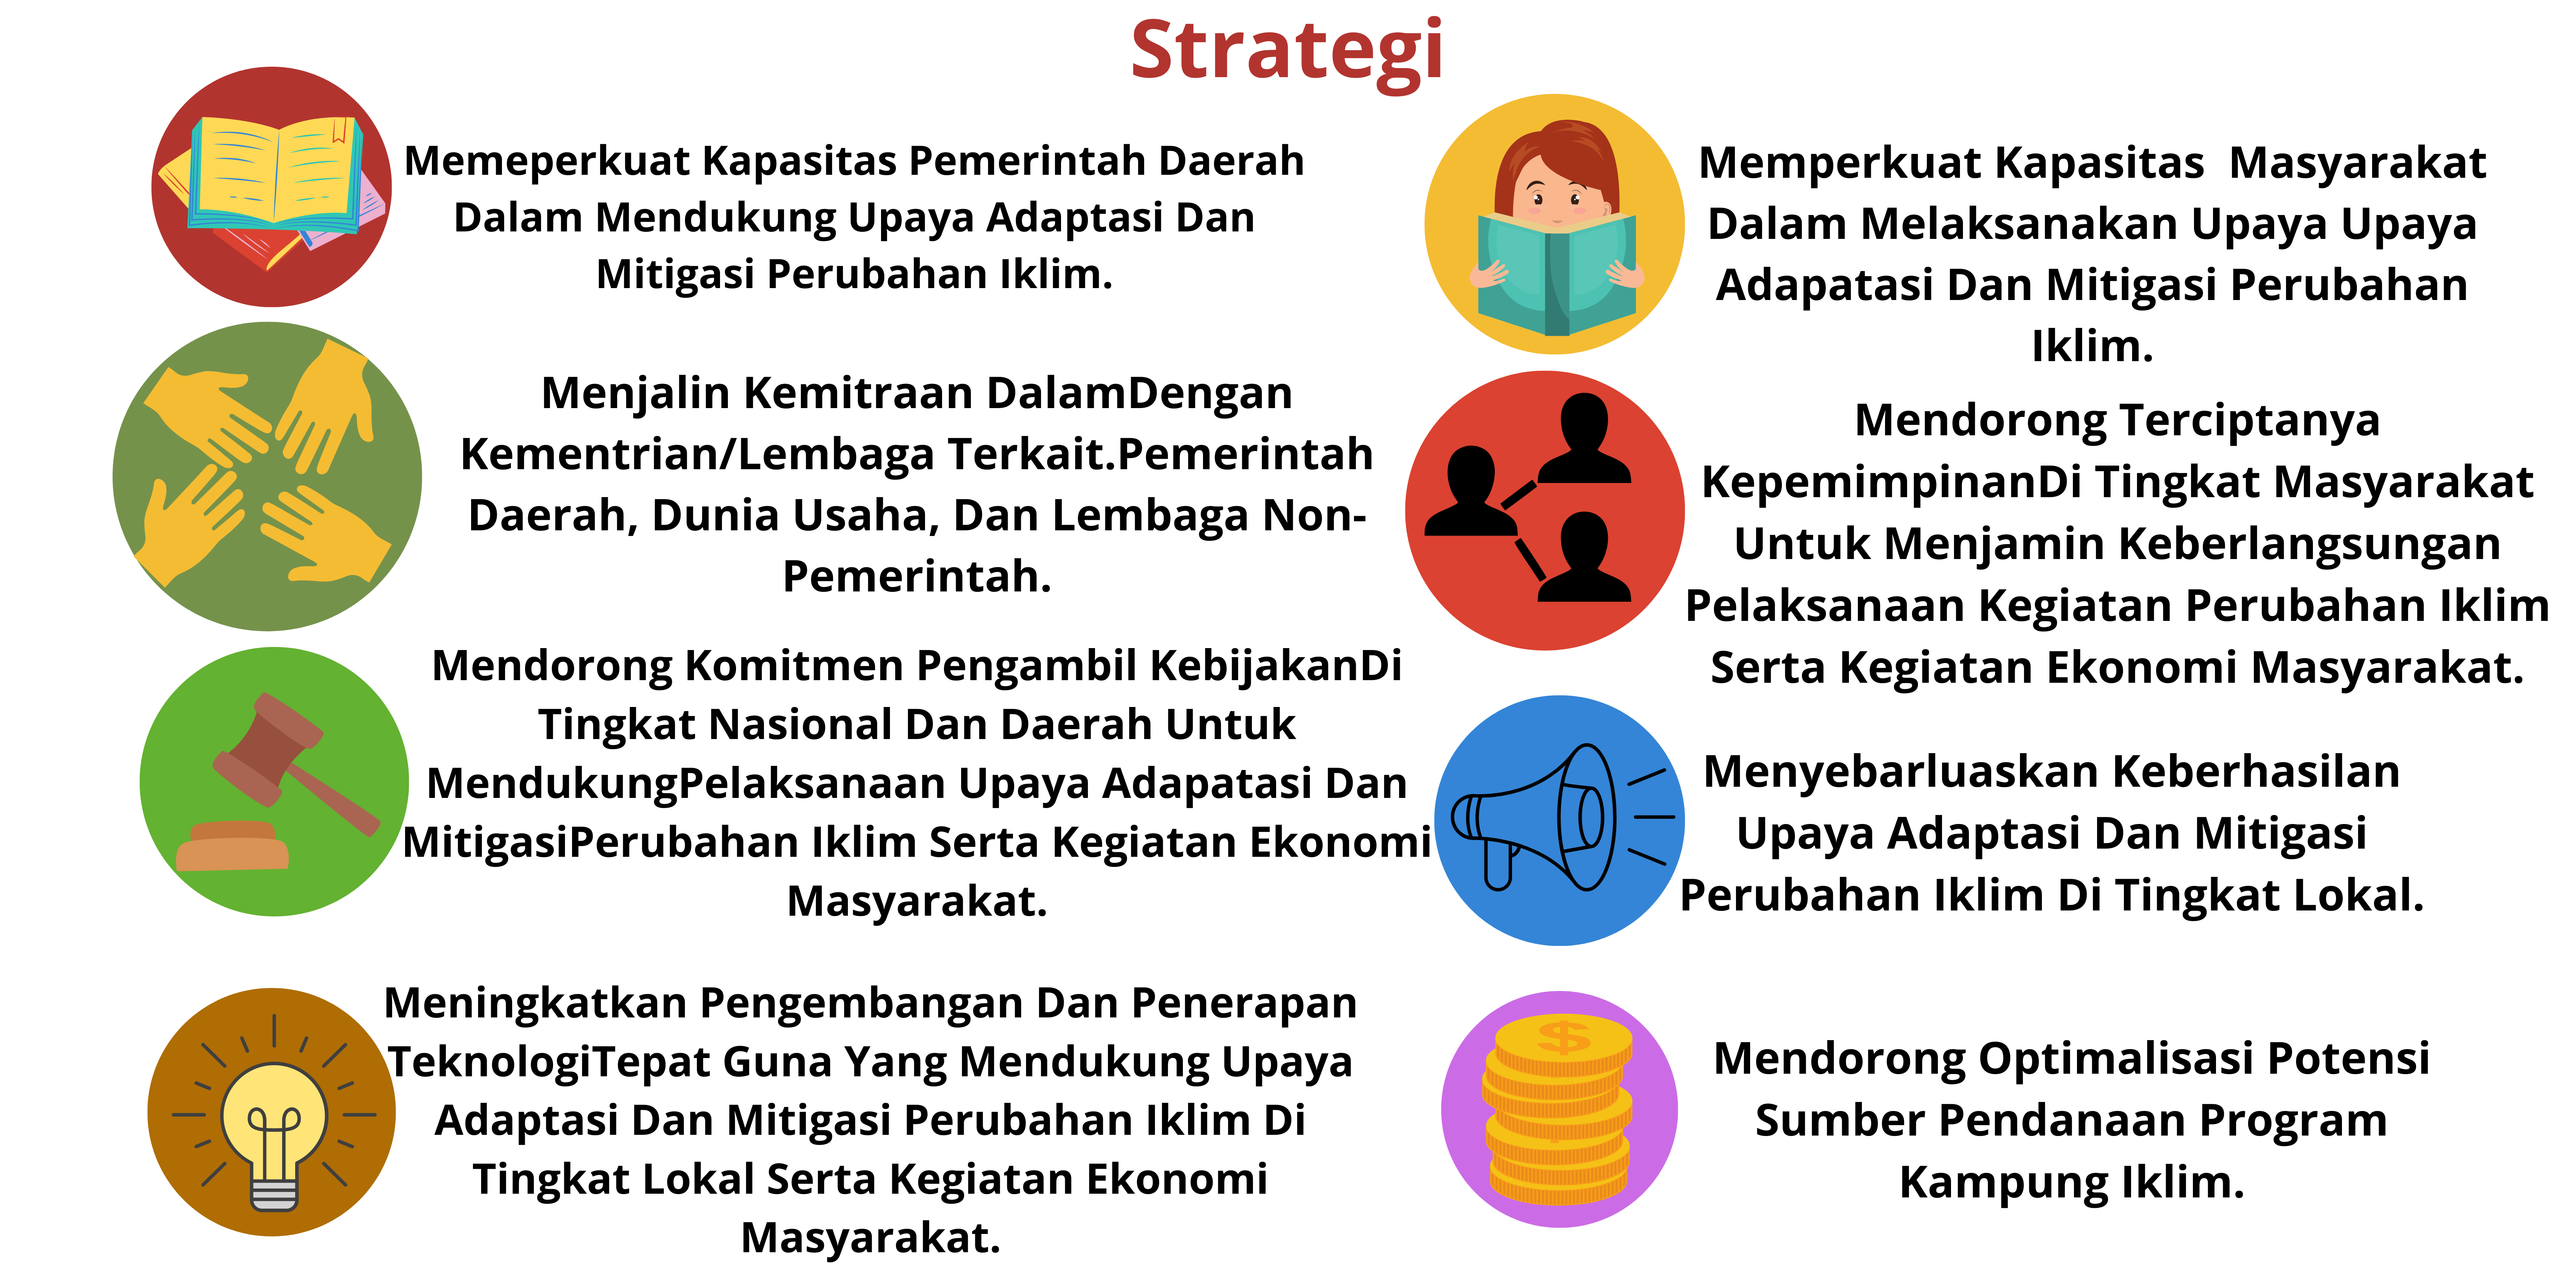 Strategi
Memeperkuat Kapasitas Pemerintah Daerah
Dalam Mendukung Upaya Adaptasi Dan
Mitigasi Perubahan Iklim.
Menjalin Kemitraan DalamDengan
Kementrian/Lembaga Terkait.Pemerintah
Daerah, Dunia Usaha, Dan Lembaga Non-
Pemerintah.
Mendorong Komitmen Pengambil KebijakanDi
Tingkat Nasional Dan Daerah Untuk
MendukungPelaksanaan Upaya Adapatasi Dan
MitigasiPerubahan Iklim Serta Kegiatan Ekonomi
Masyarakat.
Meningkatkan Pengembangan Dan Penerapan
TeknologiTepat Guna Yang Mendukung Upaya
Adaptasi Dan Mitigasi Perubahan Iklim Di
Tingkat Lokal Serta Kegiatan Ekonomi
Masyarakat.
Memperkuat Kapasitas  Masyarakat
Dalam Melaksanakan Upaya Upaya
Adapatasi Dan Mitigasi Perubahan
Iklim.
Mendorong Terciptanya
KepemimpinanDi Tingkat Masyarakat
Untuk Menjamin Keberlangsungan
Pelaksanaan Kegiatan Perubahan Iklim
Serta Kegiatan Ekonomi Masyarakat.
Menyebarluaskan Keberhasilan
Upaya Adaptasi Dan Mitigasi
Perubahan Iklim Di Tingkat Lokal.
$
Mendorong Optimalisasi Potensi
Sumber Pendanaan Program
Kampung Iklim.